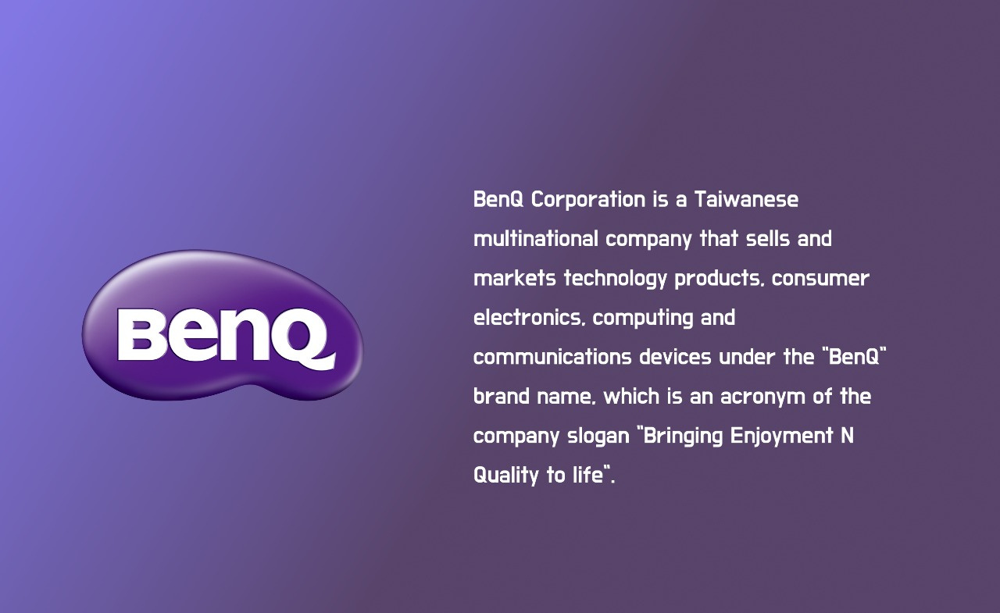 BenQ
BenQ Corporation is a Taiwanese
multinational company that sells and
markets technology products, consumer
electronics, computing and
communications devices under the "BenQ"
brand name, which is an acronym of the
company slogan "Bringing Enjoyment N
Quality to life".